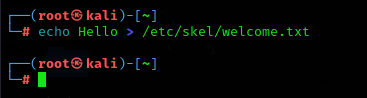 ┌──(root㉿kali)-[~]
└─# echo Hello > /etc/skel/welcome.txt
┌──(root㉿kali)-[~]
└─#